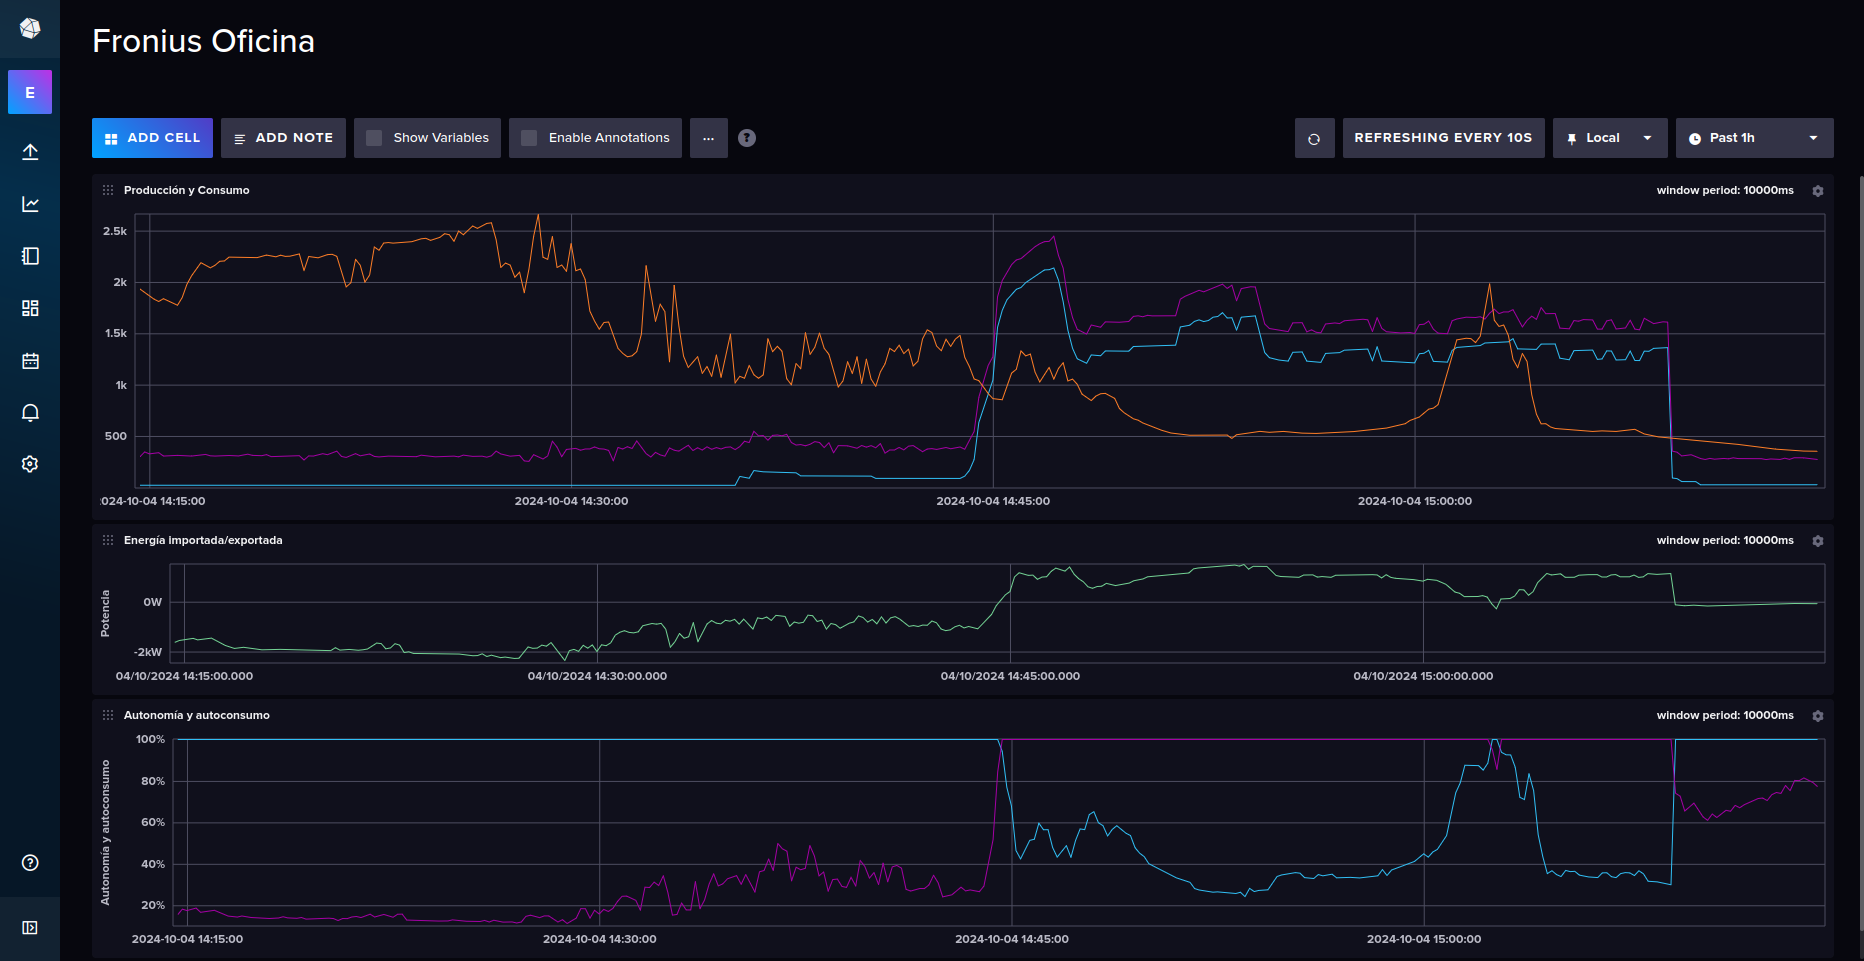 Fronius Oficina
E
ADD CELL
ADD NOTE
Show Variables
Enable Annotations
...
?
REFRESHING EVERY 10S
Local
Past 1h
Producción y Consumo
window period: 10000ms
2.5k
2k
1.5k
1k
500
2024-10-04 14:15:00
2024-10-04 14:30:00
2024-10-04 14:45:00
2024-10-04 15:00:00
Energía importada/exportada
window period: 10000ms
Potencia
0W
-2kW
04/10/2024 14:15:00.000
04/10/2024 14:30:00.000
04/10/2024 14:45:00.000
04/10/2024 15:00:00.000
Autonomía y autoconsumo
window period: 10000ms
Autonomía y autoconsumo
100%
80%
60%
40%
20%
2024-10-04 14:15:00
2024-10-04 14:30:00
2024-10-04 14:45:00
2024-10-04 15:00:00